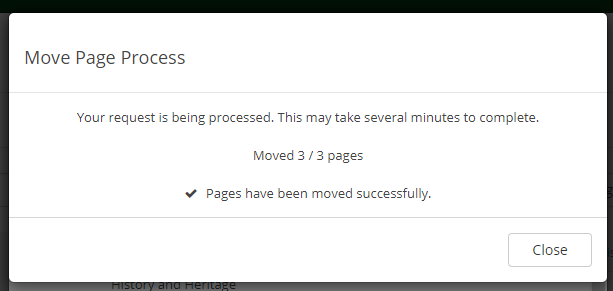 Move Page Process
Your request is being processed. This may take several minutes to complete.
Moved 3 / 3 pages
Pages have been moved successfully.
Close
History and Heritage